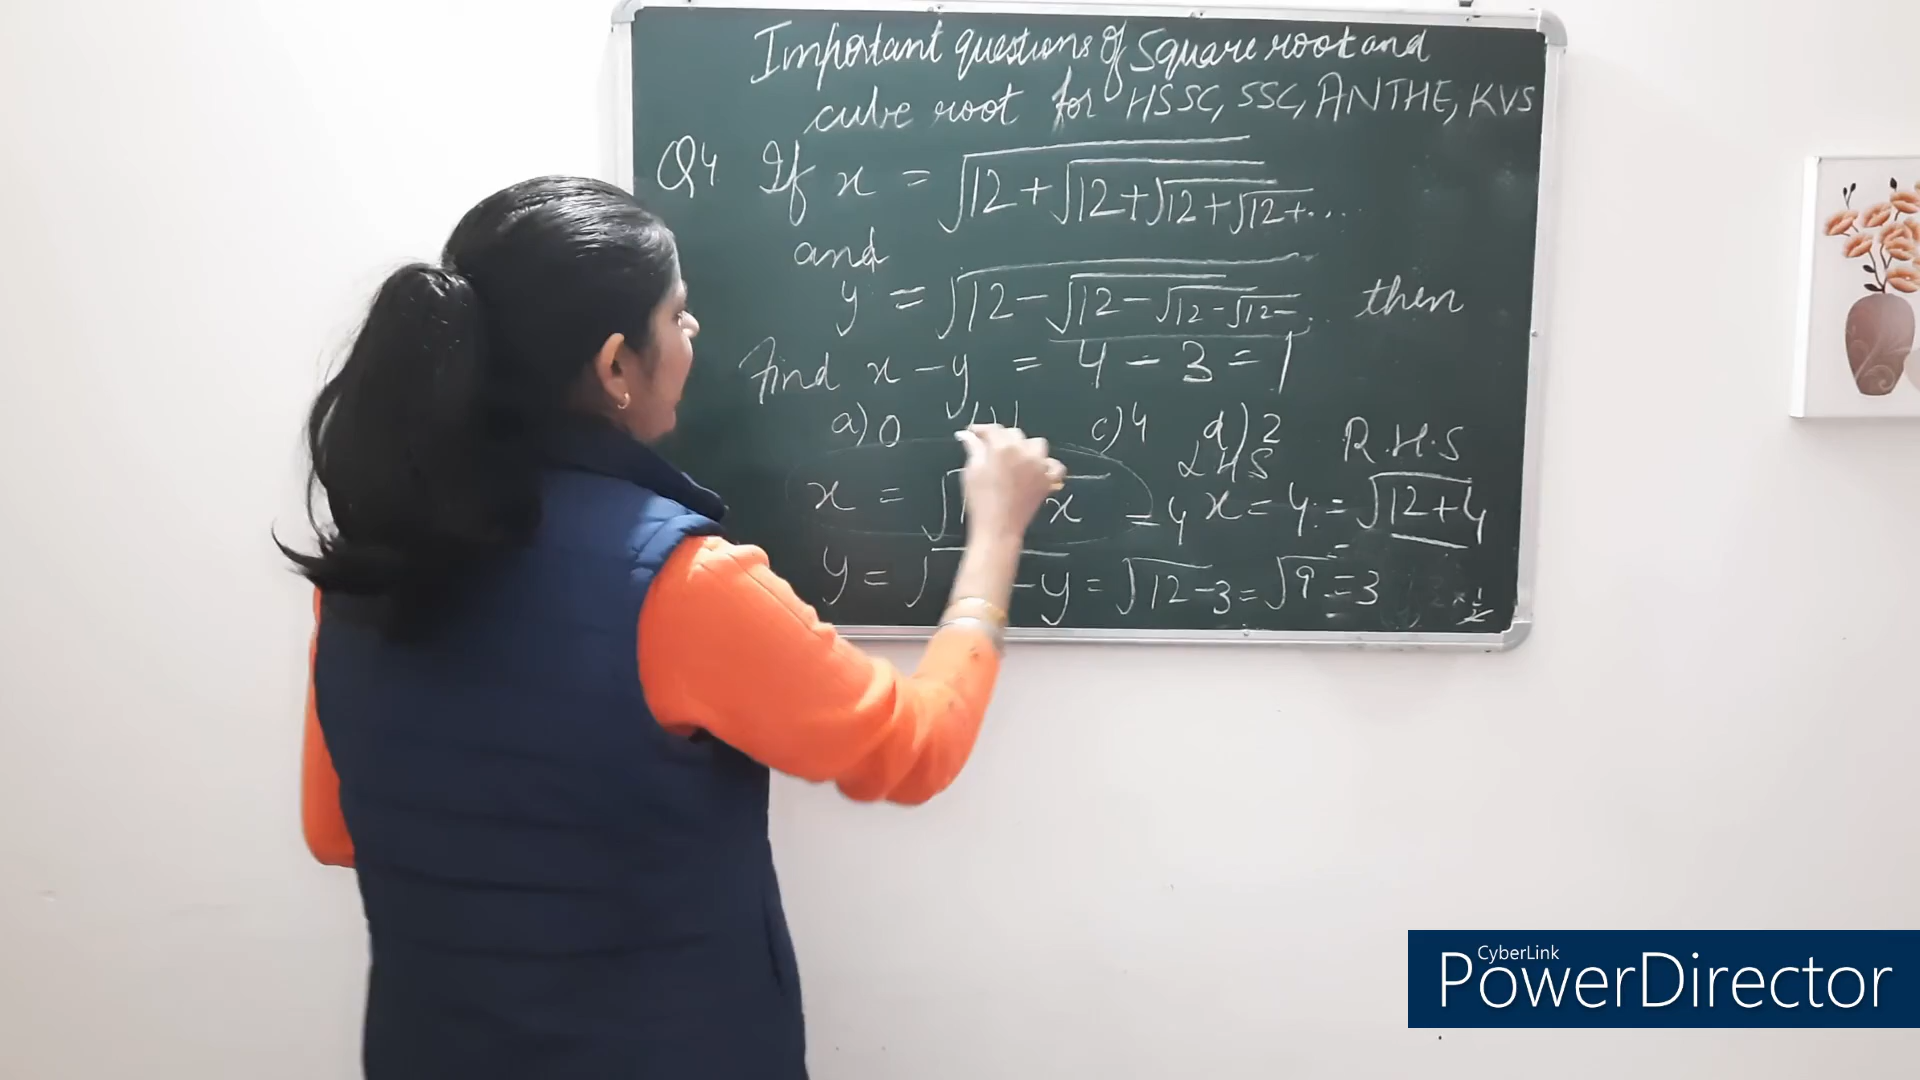 Important questions of Square root and
cube root for HSSC, SSC, ANTHE, KVS
Q4 If x = √12+√12+√12+√12+...
and
y = √12-√12-√12-√12-. then
Find x-y = 4-3=1
a) 0 c) 4 d) 2
LHS R.H.S
x = √ x = 4 x = 4 = √12+4
y = √ -y = √12-3 = √9 = 3
CyberLink
PowerDirector